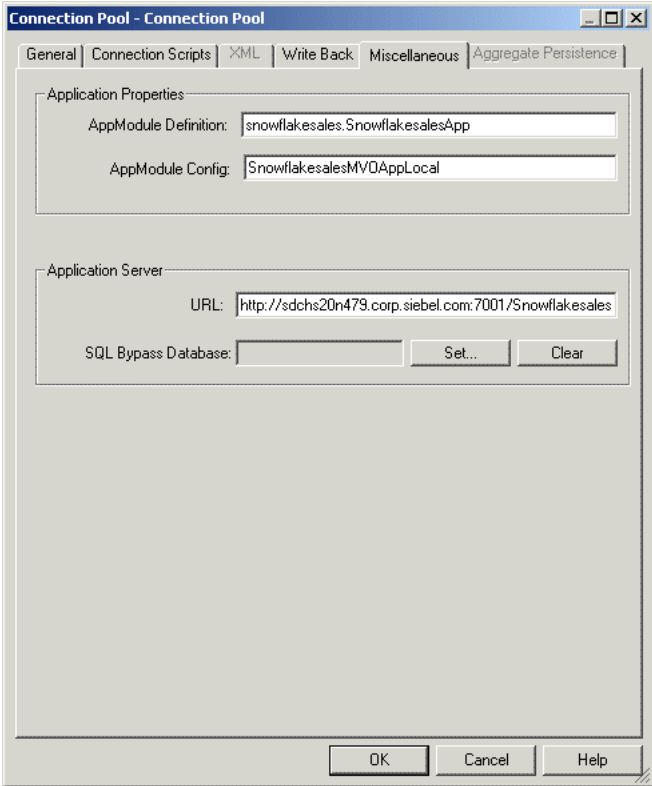 Connection Pool - Connection Pool
General Connection Scripts XML Write Back Miscellaneous Aggregate Persistence
Application Properties
AppModule Definition: snowflakesales.SnowflakesalesApp
AppModule Config: SnowflakesalesMVOAppLocal
Application Server
URL: http://sdchs20n479.corp.siebel.com:7001/Snowflakesales
SQL Bypass Database: Set... Clear
OK Cancel Help